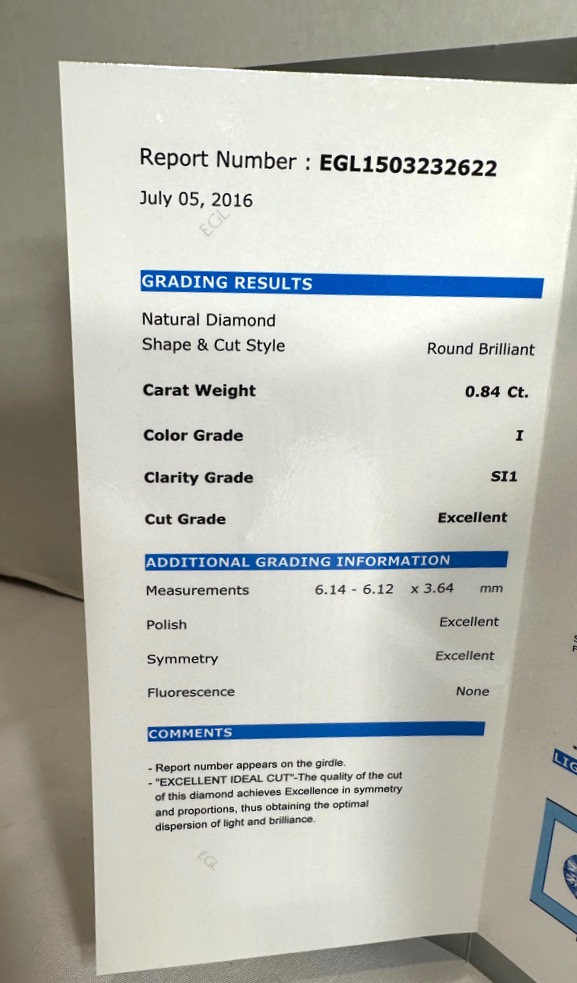 Report Number : EGL1503232622
July 05, 2016
EGL
GRADING RESULTS
Natural Diamond
Shape & Cut Style Round Brilliant
Carat Weight 0.84 Ct.
Color Grade I
Clarity Grade SI1
Cut Grade Excellent
ADDITIONAL GRADING INFORMATION
Measurements 6.14 - 6.12 x 3.64 mm
Polish Excellent
Symmetry Excellent
Fluorescence None
COMMENTS
- Report number appears on the girdle.
- "EXCELLENT IDEAL CUT"-The quality of the cut
of this diamond achieves Excellence in symmetry
and proportions, thus obtaining the optimal
dispersion of light and brilliance.
EGL